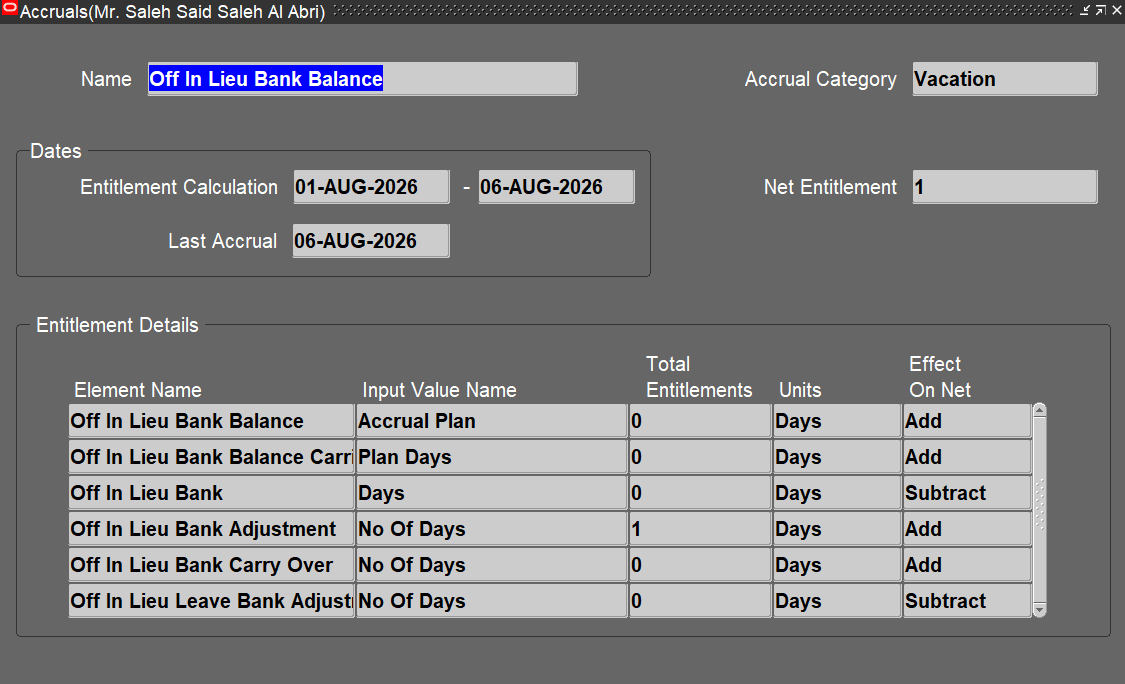 Accruals(Mr. Saleh Said Saleh Al Abri)
Name Off In Lieu Bank Balance Accrual Category Vacation
Dates
Entitlement Calculation 01-AUG-2026 - 06-AUG-2026 Net Entitlement 1
Last Accrual 06-AUG-2026
Entitlement Details
Total Effect
Element Name Input Value Name Entitlements Units On Net
Off In Lieu Bank Balance Accrual Plan 0 Days Add
Off In Lieu Bank Balance Carri Plan Days 0 Days Add
Off In Lieu Bank Days 0 Days Subtract
Off In Lieu Bank Adjustment No Of Days 1 Days Add
Off In Lieu Bank Carry Over No Of Days 0 Days Add
Off In Lieu Leave Bank Adjust No Of Days 0 Days Subtract